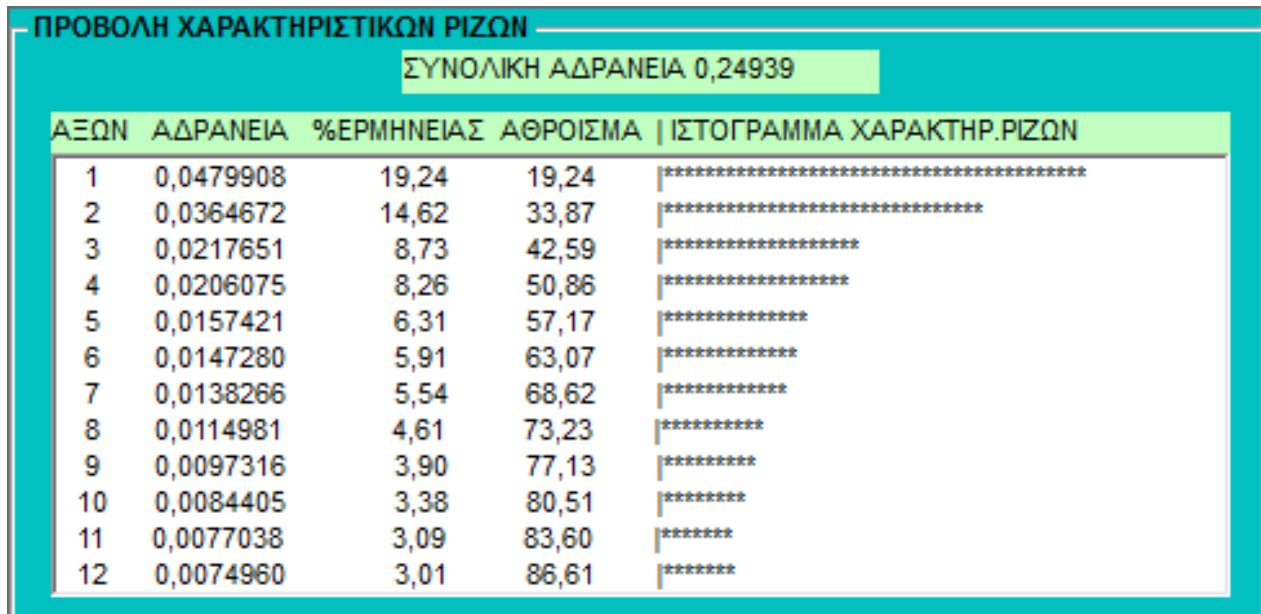 ΠΡΟΒΟΛΗ ΧΑΡΑΚΤΗΡΙΣΤΙΚΩΝ ΡΙΖΩΝ
ΣΥΝΟΛΙΚΗ ΑΔΡΑΝΕΙΑ 0,24939
ΑΞΩΝ ΑΔΡΑΝΕΙΑ %ΕΡΜΗΝΕΙΑΣ ΑΘΡΟΙΣΜΑ | ΙΣΤΟΓΡΑΜΜΑ ΧΑΡΑΚΤΗΡ.ΡΙΖΩΝ
1 0,0479908 19,24 19,24 |*****************************************
2 0,0364672 14,62 33,87 |*******************************
3 0,0217651 8,73 42,59 |*******************
4 0,0206075 8,26 50,86 |******************
5 0,0157421 6,31 57,17 |**************
6 0,0147280 5,91 63,07 |*************
7 0,0138266 5,54 68,62 |************
8 0,0114981 4,61 73,23 |**********
9 0,0097316 3,90 77,13 |*********
10 0,0084405 3,38 80,51 |********
11 0,0077038 3,09 83,60 |*******
12 0,0074960 3,01 86,61 |*******